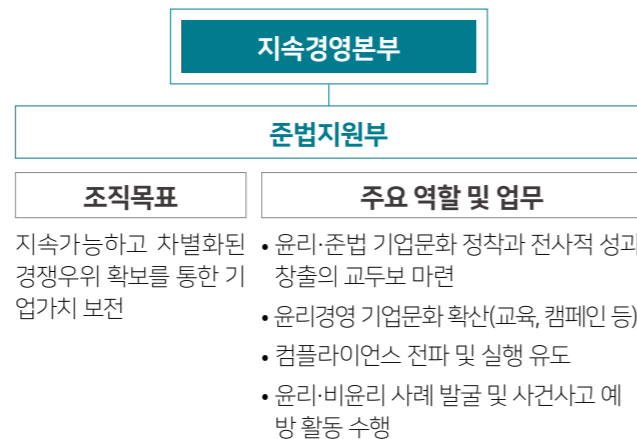 지속경영본부
준법지원부
조직목표
지속가능하고 차별화된
경쟁우위 확보를 통한 기
업가치 보전
주요 역할 및 업무
• 윤리·준법 기업문화 정착과 전사적 성과
창출의 교두보 마련
• 윤리경영 기업문화 확산(교육, 캠페인 등)
• 컴플라이언스 전파 및 실행 유도
• 윤리·비윤리 사례 발굴 및 사건사고 예
방 활동 수행